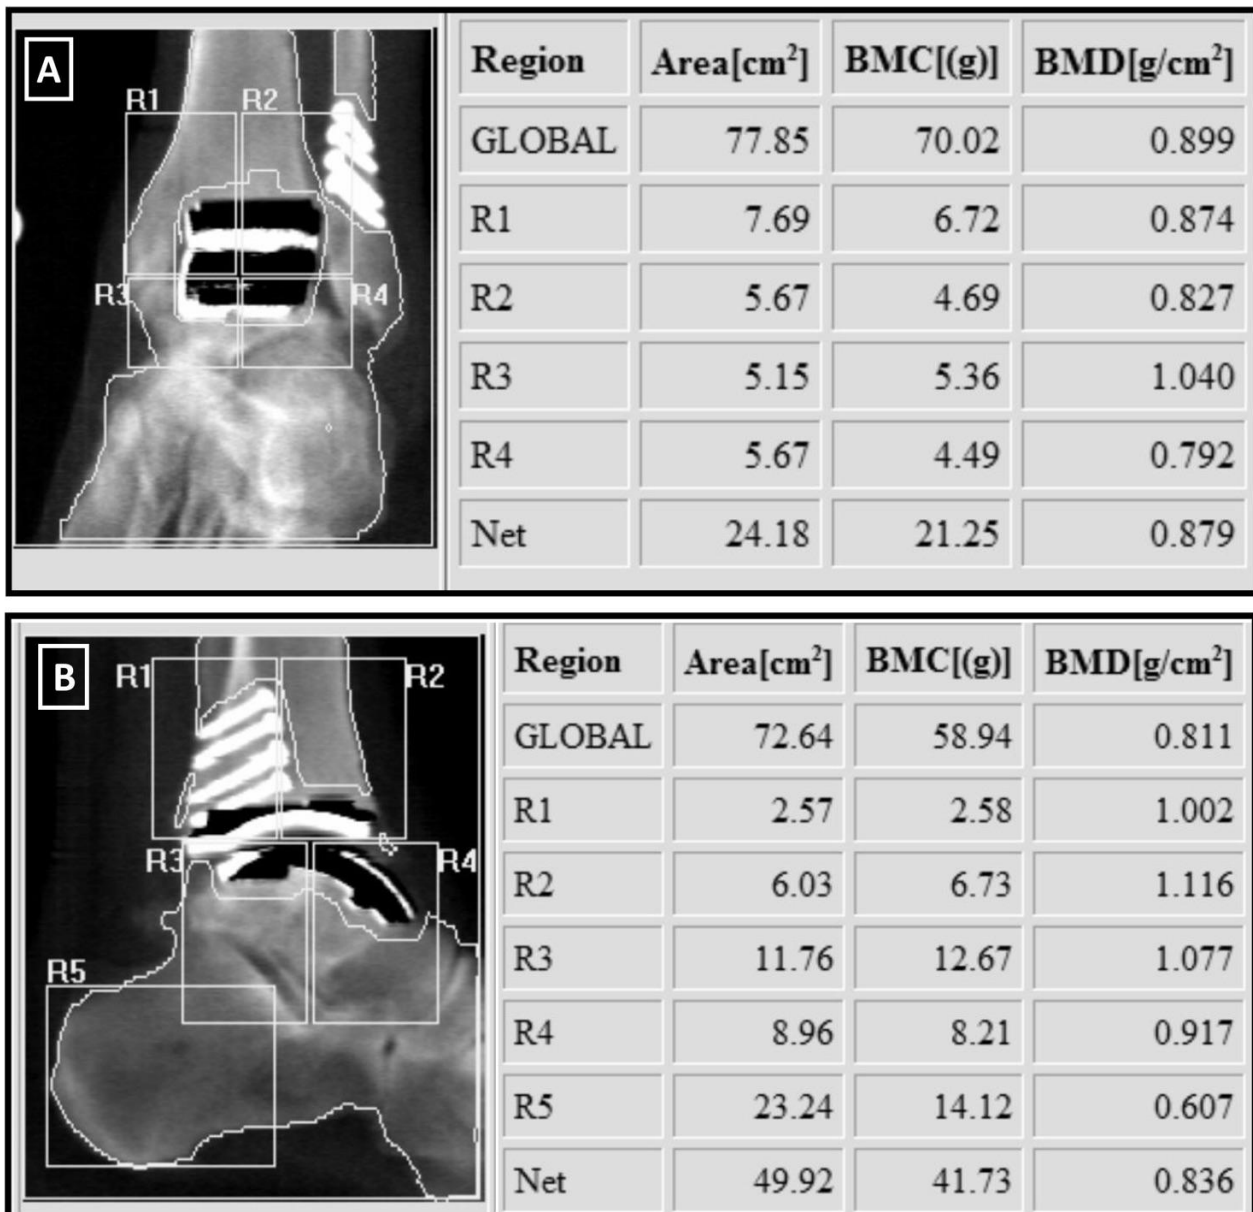 A
R1 R2
R3 R4
Region Area[cm²] BMC[(g)] BMD[g/cm²]
GLOBAL 77.85 70.02 0.899
R1 7.69 6.72 0.874
R2 5.67 4.69 0.827
R3 5.15 5.36 1.040
R4 5.67 4.49 0.792
Net 24.18 21.25 0.879
B
R1 R2
R3 R4
R5
Region Area[cm²] BMC[(g)] BMD[g/cm²]
GLOBAL 72.64 58.94 0.811
R1 2.57 2.58 1.002
R2 6.03 6.73 1.116
R3 11.76 12.67 1.077
R4 8.96 8.21 0.917
R5 23.24 14.12 0.607
Net 49.92 41.73 0.836